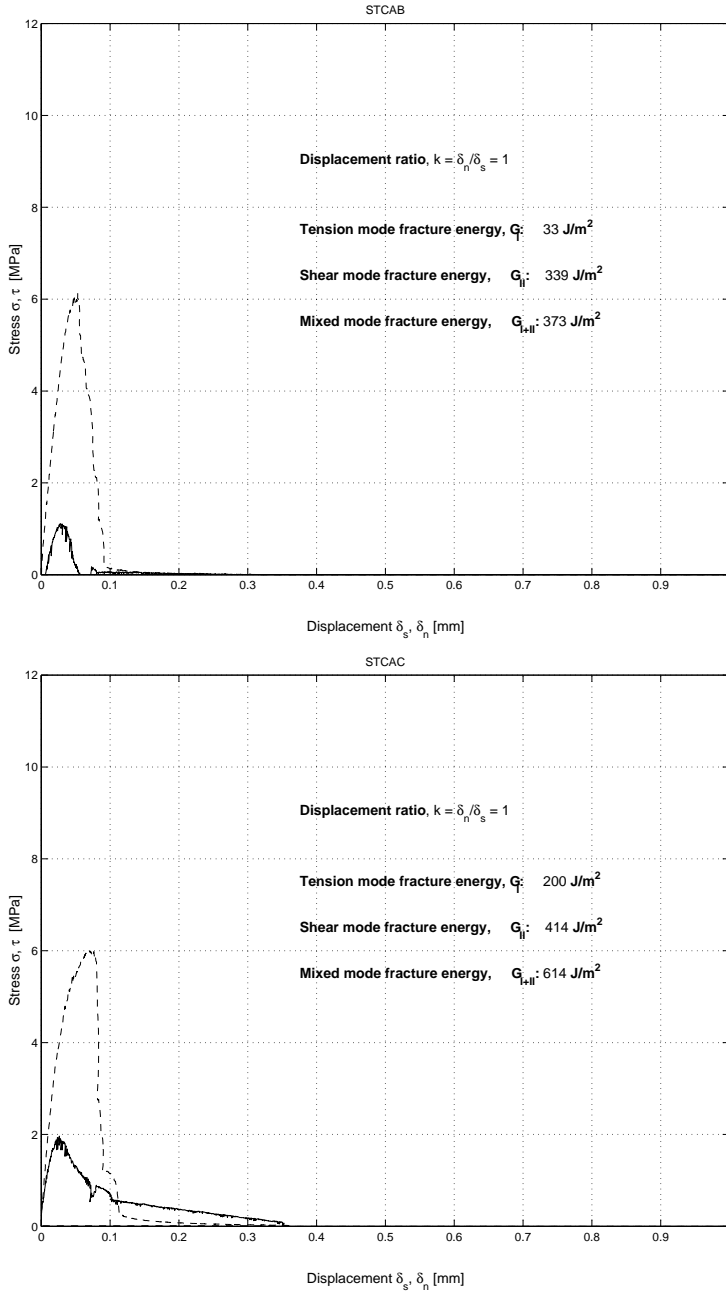 STCAB
12
10
8
6
4
2
0
Stress σ, τ [MPa]
Displacement ratio, k = δn/δs = 1
Tension mode fracture energy, GI: 33 J/m2
Shear mode fracture energy, GII: 339 J/m2
Mixed mode fracture energy, GI+II: 373 J/m2
0 0.1 0.2 0.3 0.4 0.5 0.6 0.7 0.8 0.9
Displacement δs, δn [mm]
STCAC
12
10
8
6
4
2
0
Stress σ, τ [MPa]
Displacement ratio, k = δn/δs = 1
Tension mode fracture energy, GI: 200 J/m2
Shear mode fracture energy, GII: 414 J/m2
Mixed mode fracture energy, GI+II: 614 J/m2
0 0.1 0.2 0.3 0.4 0.5 0.6 0.7 0.8 0.9
Displacement δs, δn [mm]